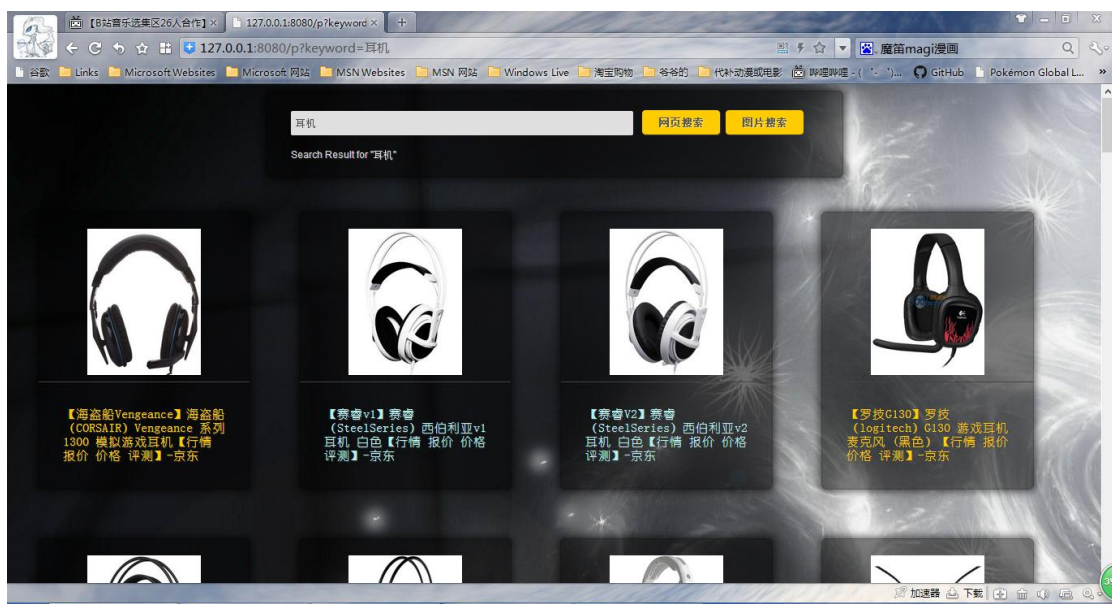 【B站音乐选集区26人合作】
127.0.0.1:8080/p?keyword
127.0.0.1:8080/p?keyword=耳机
魔笛magi漫画
谷歌 Links Microsoft Websites Microsoft 网站 MSN Websites MSN 网站 Windows Live 淘宝购物 爷爷的 代补动漫或电影 哔哩哔哩 - ( ゜- ゜)... GitHub Pokémon Global L... »
耳机 网页搜索 图片搜索
Search Result for "耳机"
【海盗船Vengeance】海盗船
(CORSAIR) Vengeance 系列
1300 模拟游戏耳机【行情
报价 价格 评测】-京东
【赛睿v1】赛睿
(SteelSeries) 西伯利亚v1
耳机 白色【行情 报价 价格
评测】-京东
【赛睿V2】赛睿
(SteelSeries) 西伯利亚v2
耳机 白色【行情 报价 价格
评测】-京东
【罗技G130】罗技
(logitech) G130 游戏耳机
麦克风 (黑色) 【行情 报价
价格 评测】-京东
加速器 下载